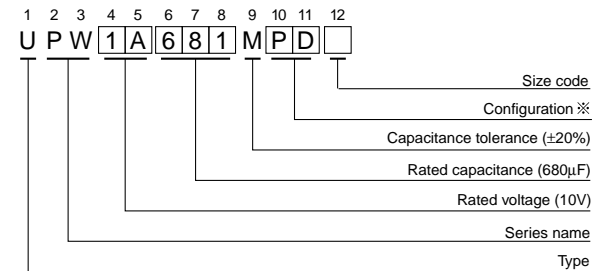 1 2 3 4 5 6 7 8 9 10 11 12
U P W 1 A 6 8 1 M P D
Size code
Configuration ※
Capacitance tolerance (±20%)
Rated capacitance (680μF)
Rated voltage (10V)
Series name
Type